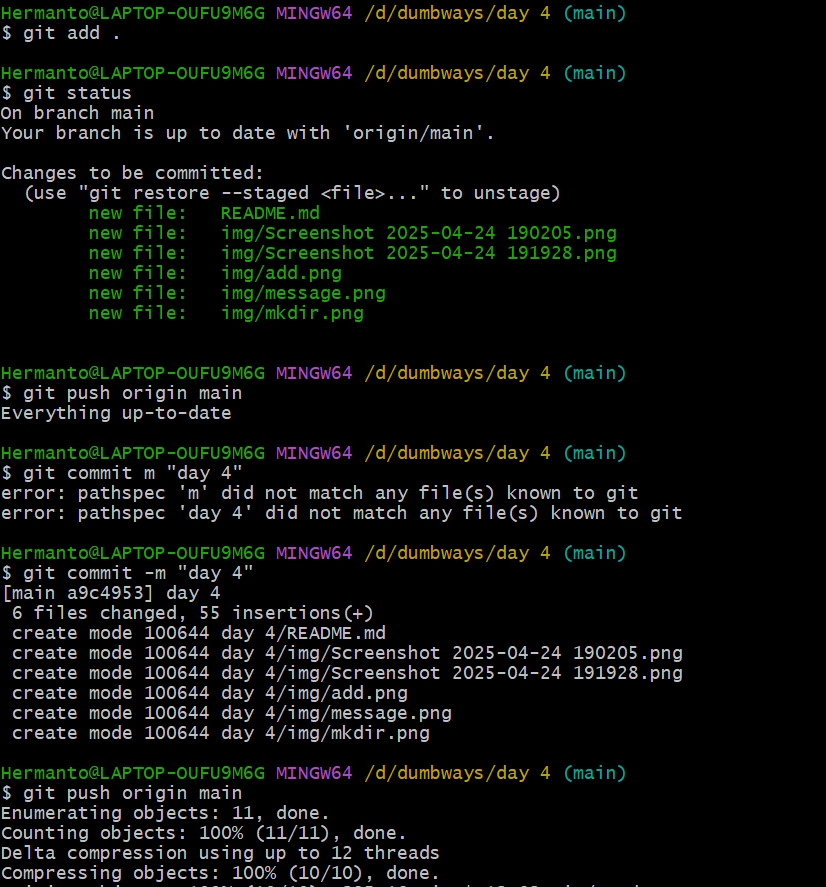 Hermanto@LAPTOP-OUFU9M6G MINGW64 /d/dumbways/day 4 (main)
$ git add .
Hermanto@LAPTOP-OUFU9M6G MINGW64 /d/dumbways/day 4 (main)
$ git status
On branch main
Your branch is up to date with 'origin/main'.
Changes to be committed:
  (use "git restore --staged <file>..." to unstage)
        new file:   README.md
        new file:   img/Screenshot 2025-04-24 190205.png
        new file:   img/Screenshot 2025-04-24 191928.png
        new file:   img/add.png
        new file:   img/message.png
        new file:   img/mkdir.png
Hermanto@LAPTOP-OUFU9M6G MINGW64 /d/dumbways/day 4 (main)
$ git push origin main
Everything up-to-date
Hermanto@LAPTOP-OUFU9M6G MINGW64 /d/dumbways/day 4 (main)
$ git commit m "day 4"
error: pathspec 'm' did not match any file(s) known to git
error: pathspec 'day 4' did not match any file(s) known to git
Hermanto@LAPTOP-OUFU9M6G MINGW64 /d/dumbways/day 4 (main)
$ git commit -m "day 4"
[main a9c4953] day 4
 6 files changed, 55 insertions(+)
 create mode 100644 day 4/README.md
 create mode 100644 day 4/img/Screenshot 2025-04-24 190205.png
 create mode 100644 day 4/img/Screenshot 2025-04-24 191928.png
 create mode 100644 day 4/img/add.png
 create mode 100644 day 4/img/message.png
 create mode 100644 day 4/img/mkdir.png
Hermanto@LAPTOP-OUFU9M6G MINGW64 /d/dumbways/day 4 (main)
$ git push origin main
Enumerating objects: 11, done.
Counting objects: 100% (11/11), done.
Delta compression using up to 12 threads
Compressing objects: 100% (10/10), done.